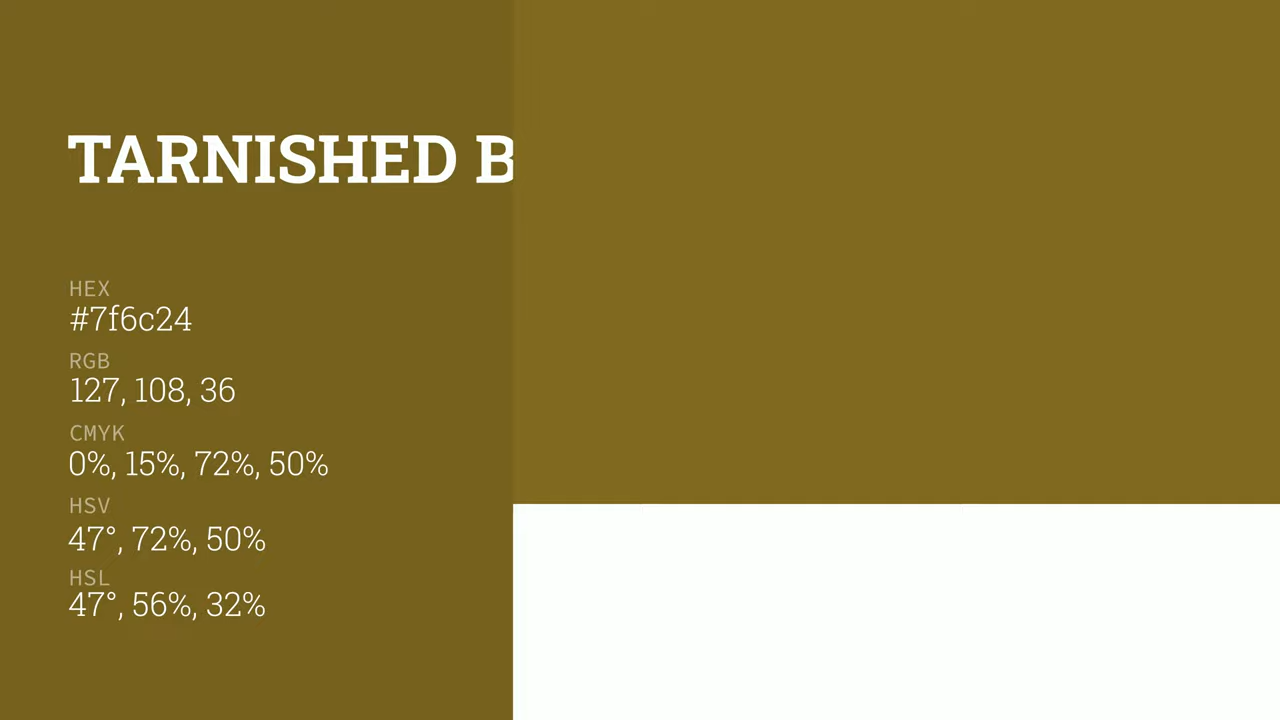 TARNISHED B
HEX
#7f6c24
RGB
127, 108, 36
CMYK
0%, 15%, 72%, 50%
HSV
47°, 72%, 50%
HSL
47°, 56%, 32%